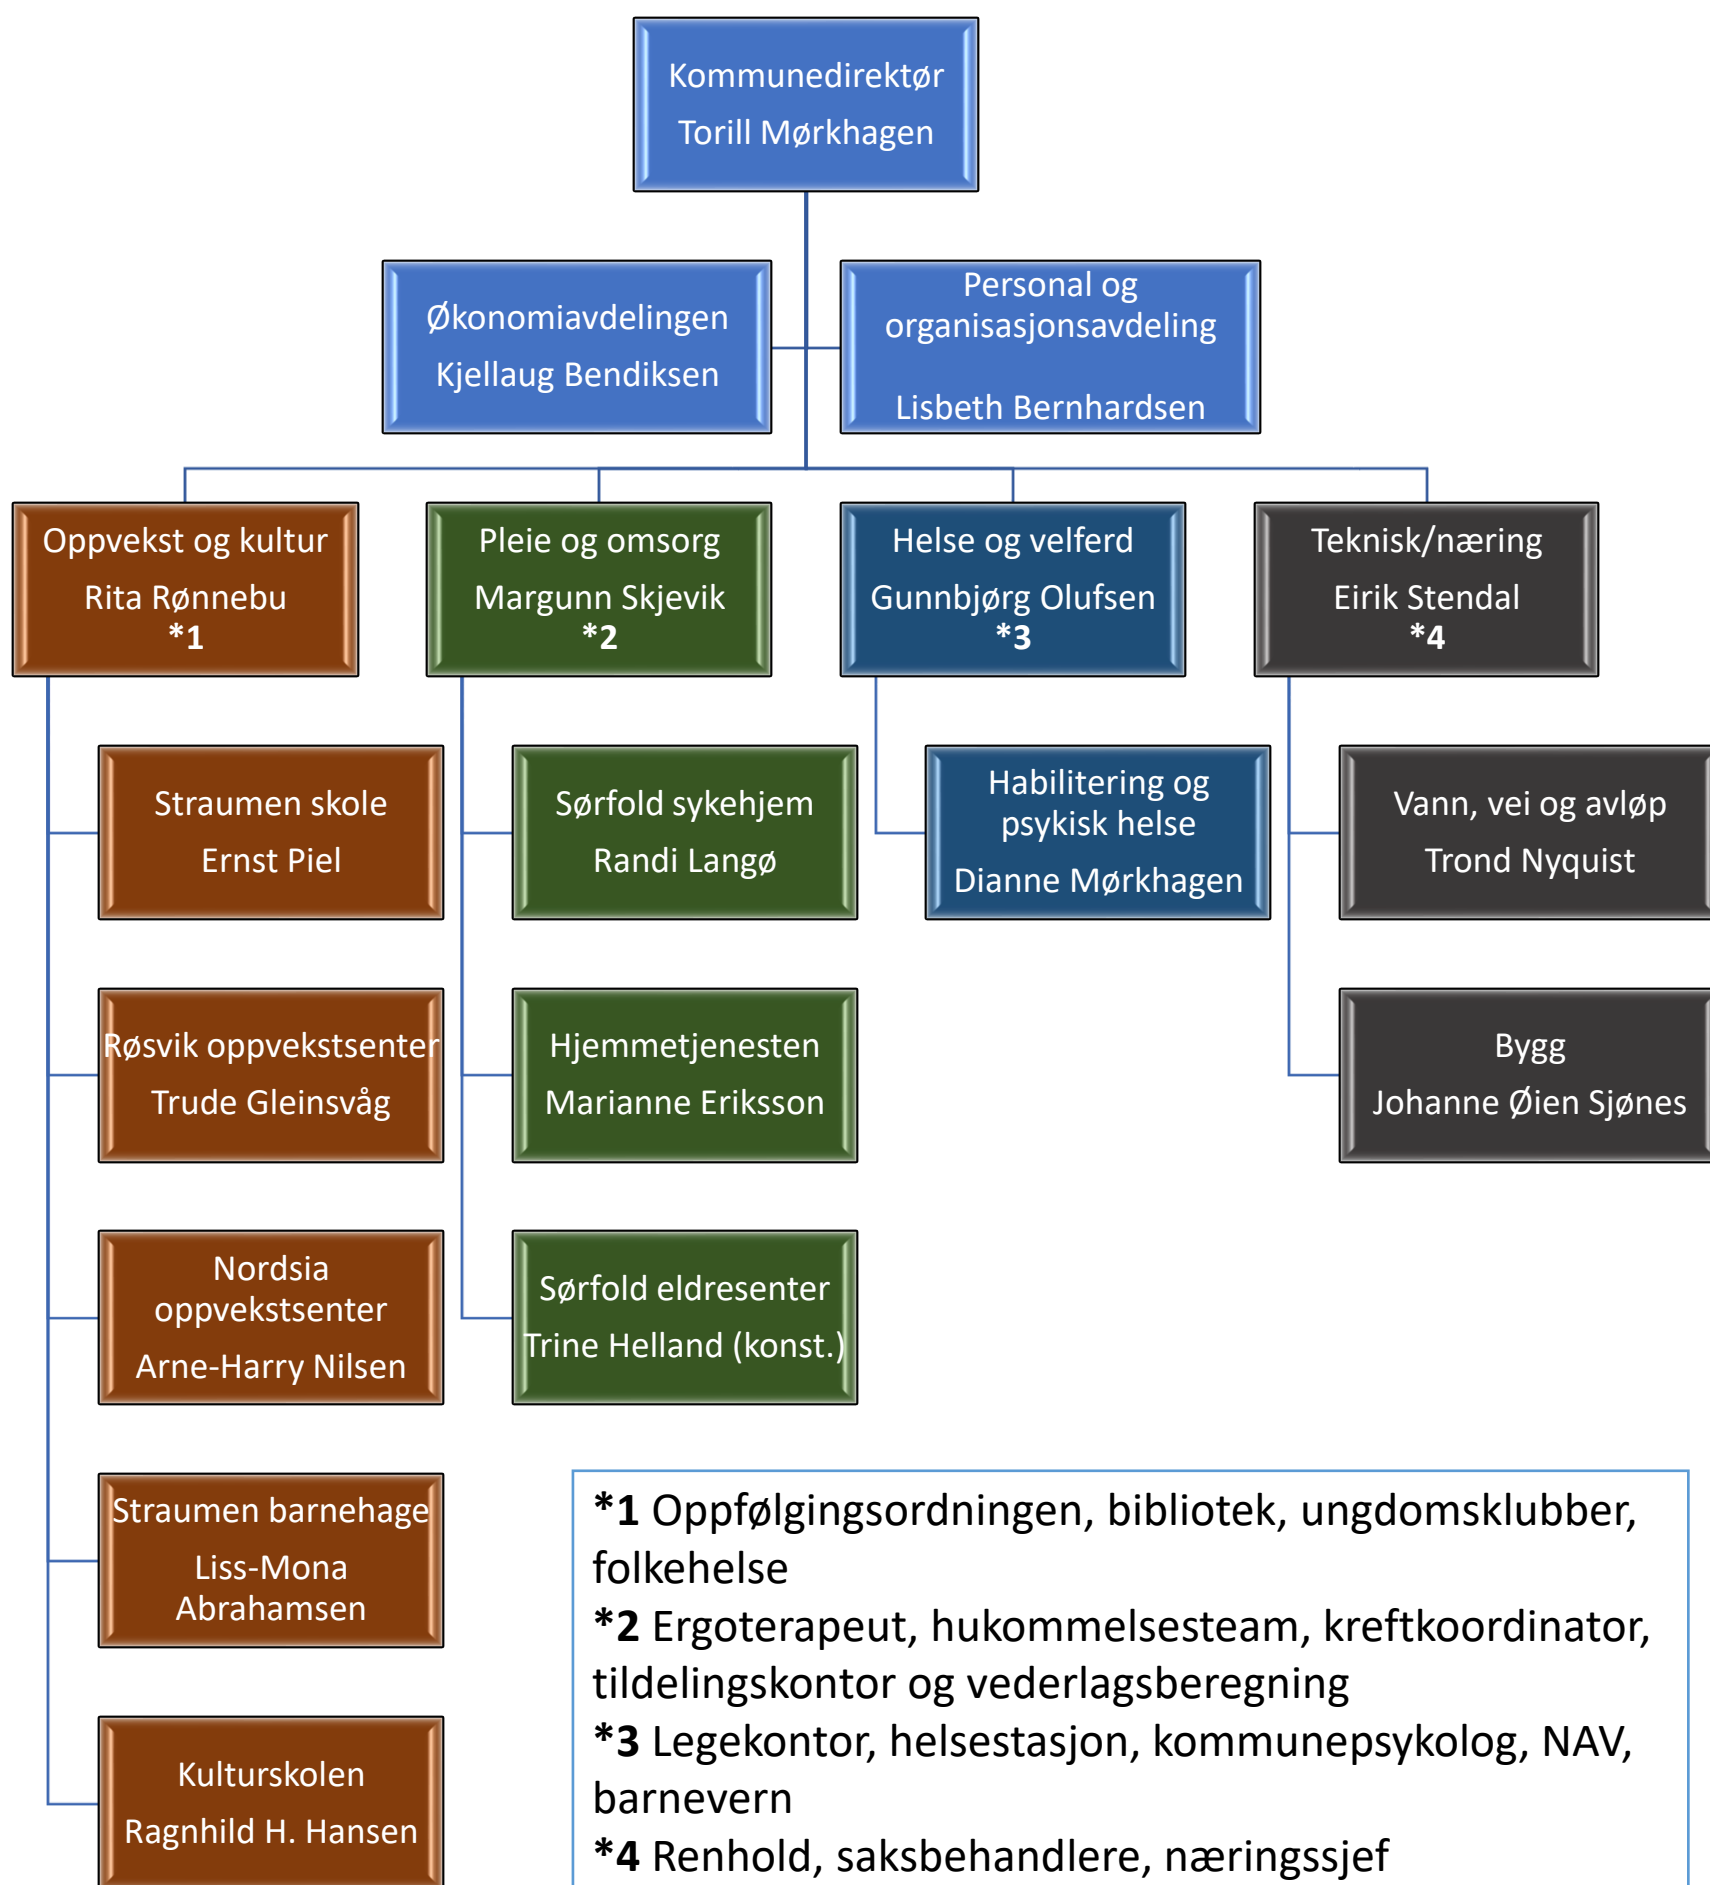 Kommunedirektør
Torill Mørkhagen
Økonomiavdelingen
Kjellaug Bendiksen
Personal og
organisasjonsavdeling
Lisbeth Bernhardsen
Oppvekst og kultur
Rita Rønnebu
*1
Pleie og omsorg
Margunn Skjevik
*2
Helse og velferd
Gunnbjørg Olufsen
*3
Teknisk/næring
Eirik Stendal
*4
Straumen skole
Ernst Piel
Sørfold sykehjem
Randi Langø
Habilitering og
psykisk helse
Dianne Mørkhagen
Vann, vei og avløp
Trond Nyquist
Røsvik oppvekstsenter
Trude Gleinsvåg
Hjemmetjenesten
Marianne Eriksson
Bygg
Johanne Øien Sjønes
Nordsia
oppvekstsenter
Arne-Harry Nilsen
Sørfold eldresenter
Trine Helland (konst.)
Straumen barnehage
Liss-Mona
Abrahamsen
Kulturskolen
Ragnhild H. Hansen
*1 Oppfølgingsordningen, bibliotek, ungdomsklubber,
folkehelse
*2 Ergoterapeut, hukommelsesteam, kreftkoordinator,
tildelingskontor og vederlagsberegning
*3 Legekontor, helsestasjon, kommunepsykolog, NAV,
barnevern
*4 Renhold, saksbehandlere, næringssjef